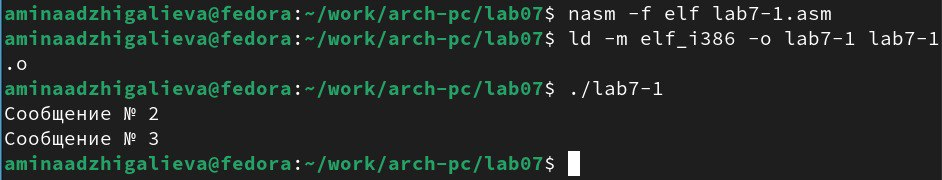 aminaadzhigalieva@fedora:~/work/arch-pc/lab07$ nasm -f elf lab7-1.asm
aminaadzhigalieva@fedora:~/work/arch-pc/lab07$ ld -m elf_i386 -o lab7-1 lab7-1
.o
aminaadzhigalieva@fedora:~/work/arch-pc/lab07$ ./lab7-1
Сообщение № 2
Сообщение № 3
aminaadzhigalieva@fedora:~/work/arch-pc/lab07$